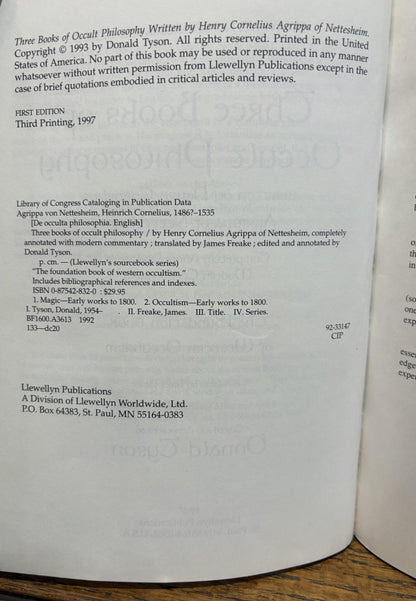 Three Books of Occult Philosophy Written by Henry Cornelius Agrippa of Nettesheim.
Copyright © 1993 by Donald Tyson. All rights reserved. Printed in the United
States of America. No part of this book may be used or reproduced in any manner
whatsoever without written permission from Llewellyn Publications except in the
case of brief quotations embodied in critical articles and reviews.
FIRST EDITION
Third Printing, 1997
Library of Congress Cataloging in Publication Data
Agrippa von Nettesheim, Heinrich Cornelius, 1486?–1535
[De occulta philosophia. English]
Three books of occult philosophy / by Henry Cornelius Agrippa of Nettesheim, completely
annotated with modern commentary ; translated by James Freake ; edited and annotated by
Donald Tyson.
p. cm. — (Llewellyn's sourcebook series)
"The foundation book of western occultism."
Includes bibliographical references and indexes.
ISBN 0-87542-832-0 : $29.95
1. Magic—Early works to 1800. 2. Occultism—Early works to 1800.
I. Tyson, Donald, 1954– . II. Freake, James. III. Title. IV. Series.
BF1600.A3613 1992
133—dc20 92-33147
CIP
Llewellyn Publications
A Division of Llewellyn Worldwide, Ltd.
P.O. Box 64383, St. Paul, MN 55164-0383